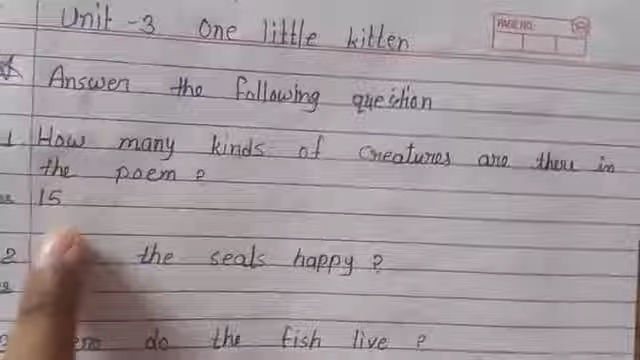 Unit -3 One little kitten
PAGE NO.
Answer the following question
1 How many kinds of creatures are there in
the poem ?
15
2 the seals happy ?
do the fish live ?